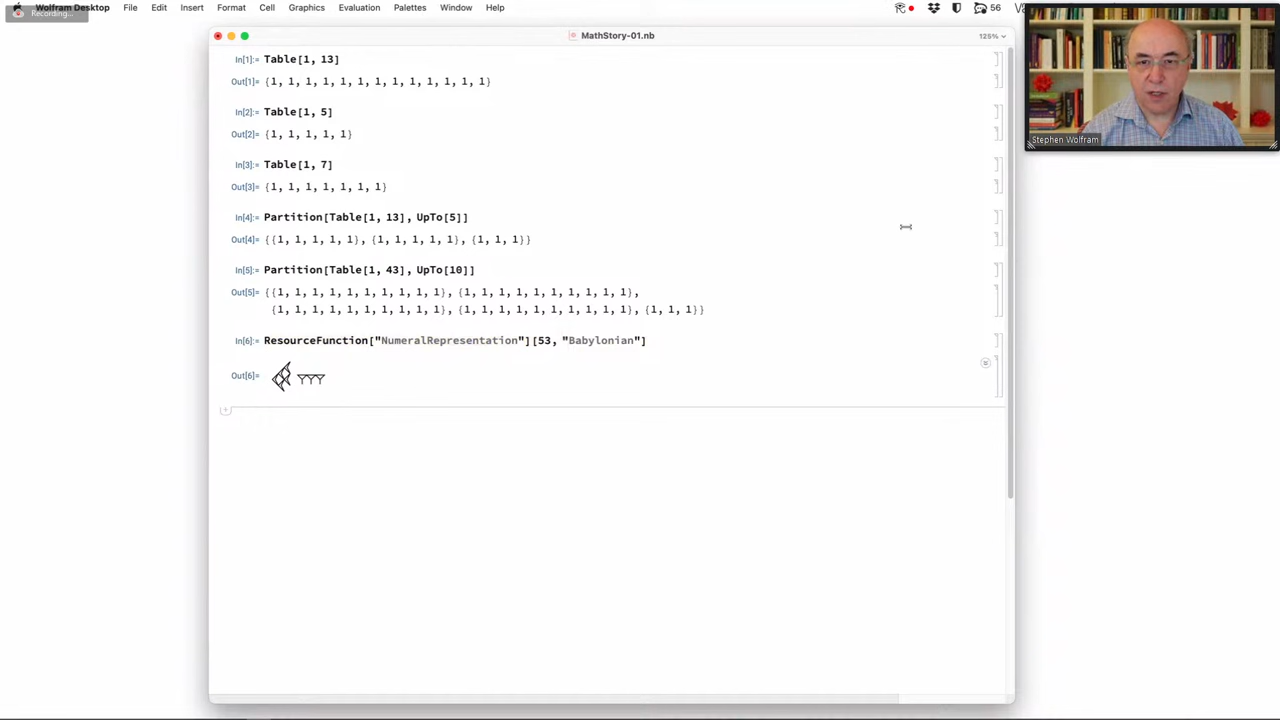 Wolfram Desktop File Edit Insert Format Cell Graphics Evaluation Palettes Window Help 56
Recording...
MathStory-01.nb
125%
In[1]:= Table[1, 13]
Out[1]= {1, 1, 1, 1, 1, 1, 1, 1, 1, 1, 1, 1, 1}
In[2]:= Table[1, 5]
Out[2]= {1, 1, 1, 1, 1}
In[3]:= Table[1, 7]
Out[3]= {1, 1, 1, 1, 1, 1, 1}
In[4]:= Partition[Table[1, 13], UpTo[5]]
Out[4]= {{1, 1, 1, 1, 1}, {1, 1, 1, 1, 1}, {1, 1, 1}}
In[5]:= Partition[Table[1, 43], UpTo[10]]
Out[5]= {{1, 1, 1, 1, 1, 1, 1, 1, 1, 1}, {1, 1, 1, 1, 1, 1, 1, 1, 1, 1},
{1, 1, 1, 1, 1, 1, 1, 1, 1, 1}, {1, 1, 1, 1, 1, 1, 1, 1, 1, 1}, {1, 1, 1}}
In[6]:= ResourceFunction["NumeralRepresentation"][53, "Babylonian"]
Out[6]=
Stephen Wolfram